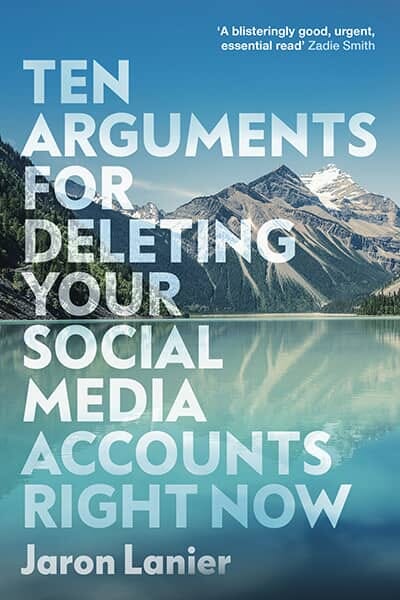 'A blisteringly good, urgent,
essential read' Zadie Smith
TEN
ARGUMENTS
FOR
DELETING
YOUR
SOCIAL
MEDIA
ACCOUNTS
RIGHT NOW
Jaron Lanier